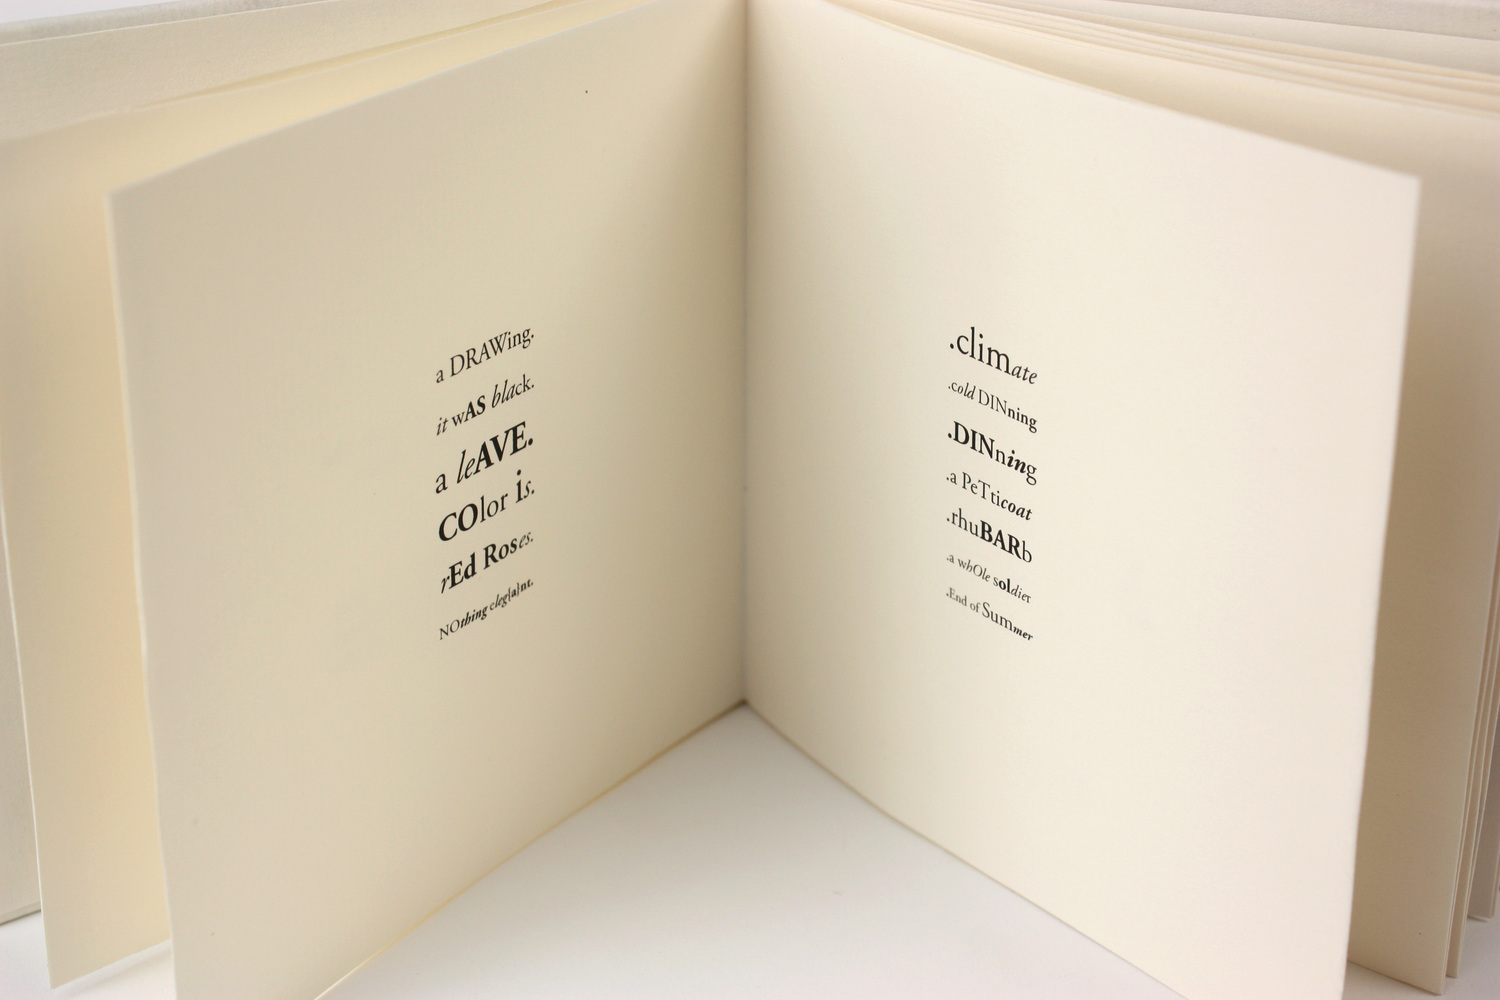 a DRAWing.
it wAS black.
a leAVE.
COlor is.
rEd Roses.
NOthing eleg{a}nt.
.climate
.cold DINning
.DINning
.a PeTticoat
.rhuBARb
.a whOle soldier
.End of Summer